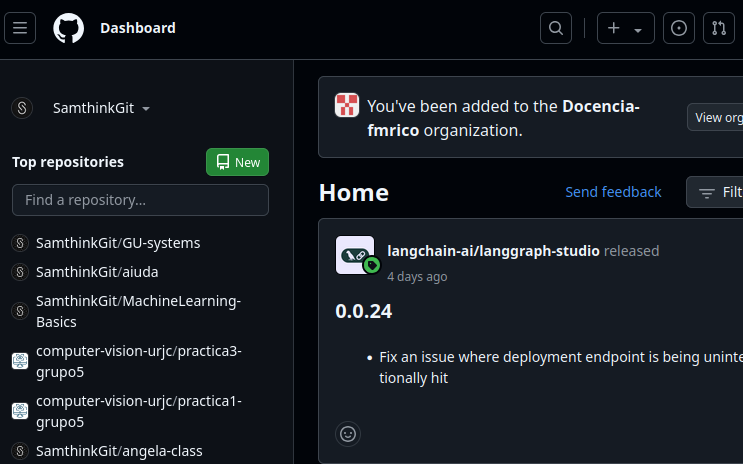 Dashboard
SamthinkGit
Top repositories
New
Find a repository...
SamthinkGit/GU-systems
SamthinkGit/aiuda
SamthinkGit/MachineLearning-
Basics
computer-vision-urjc/practica3-
grupo5
computer-vision-urjc/practica1-
grupo5
SamthinkGit/angela-class
You've been added to the Docencia-
fmrico organization.
View org
Home
Send feedback
Filt
langchain-ai/langgraph-studio released
4 days ago
0.0.24
• Fix an issue where deployment endpoint is being uninte
tionally hit